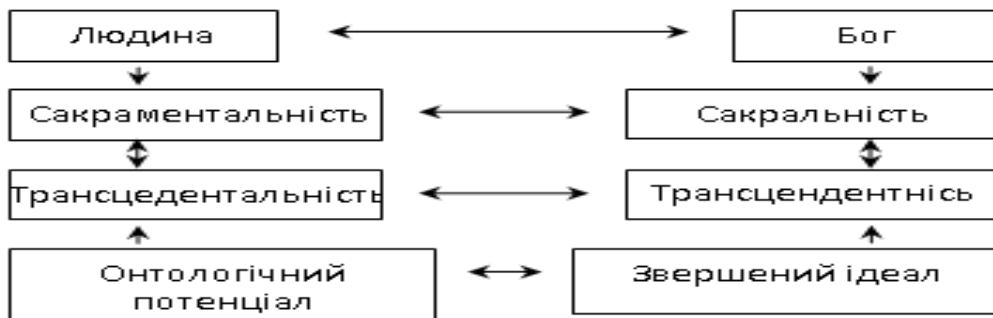 Людина
Бог
Сакраментальність
Сакральність
Трансцедентальність
Трансцендентнісь
Онтологічний
потенціал
Звершений ідеал